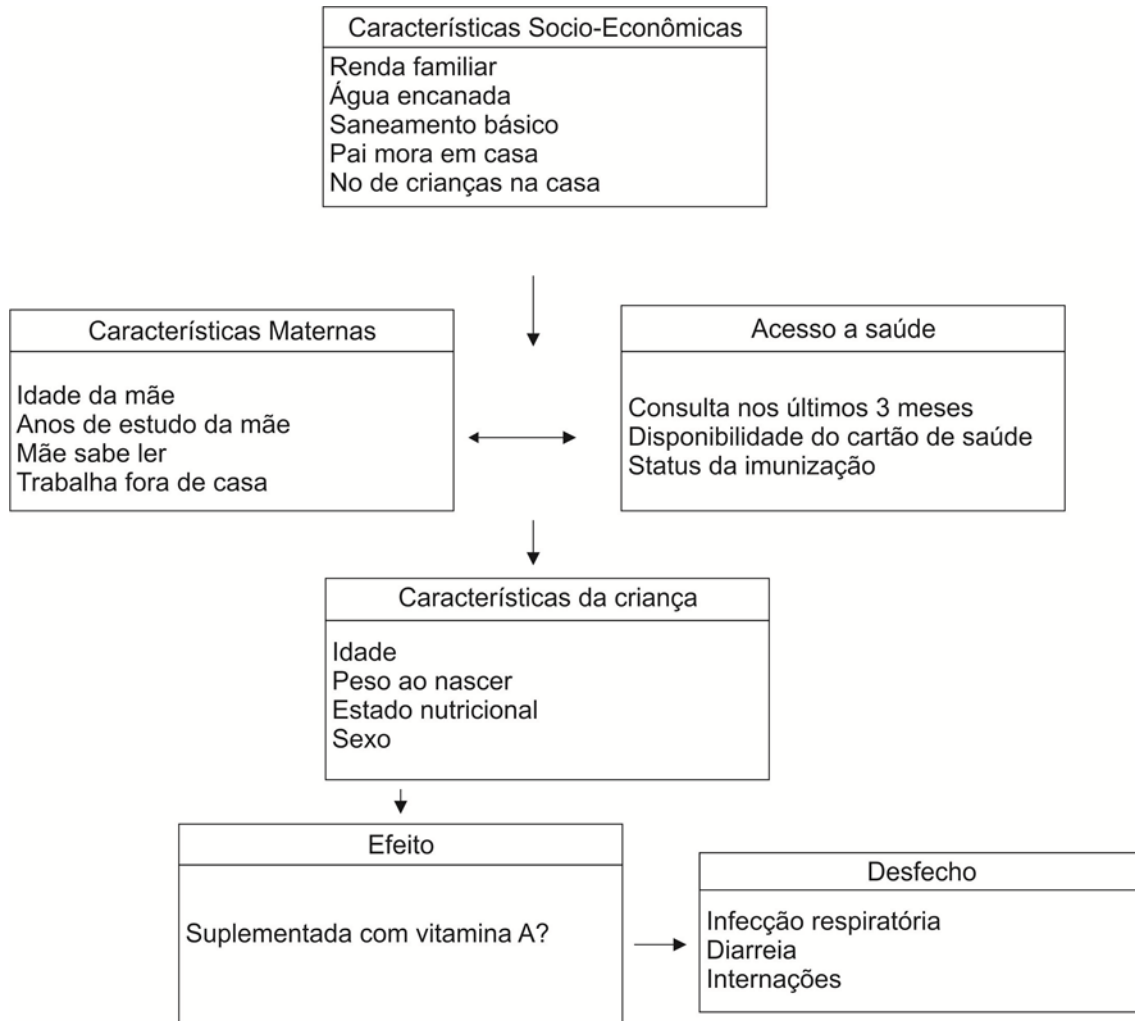 Características Socio-Econômicas
Renda familiar
Água encanada
Saneamento básico
Pai mora em casa
No de crianças na casa
Características Maternas
Idade da mãe
Anos de estudo da mãe
Mãe sabe ler
Trabalha fora de casa
Acesso a saúde
Consulta nos últimos 3 meses
Disponibilidade do cartão de saúde
Status da imunização
Características da criança
Idade
Peso ao nascer
Estado nutricional
Sexo
Efeito
Suplementada com vitamina A?
Desfecho
Infecção respiratória
Diarreia
Internações